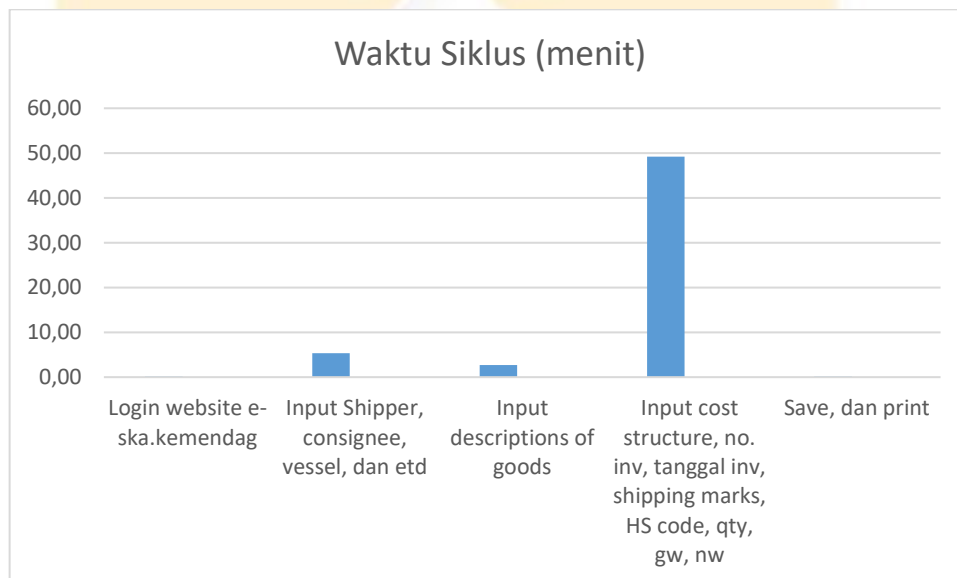 Waktu Siklus (menit)
60,00
50,00
40,00
30,00
20,00
10,00
0,00
Login website e-
ska.kemendag
Input Shipper,
consignee,
vessel, dan etd
Input
descriptions of
goods
Input cost
structure, no.
inv, tanggal inv,
shipping marks,
HS code, qty,
gw, nw
Save, dan print